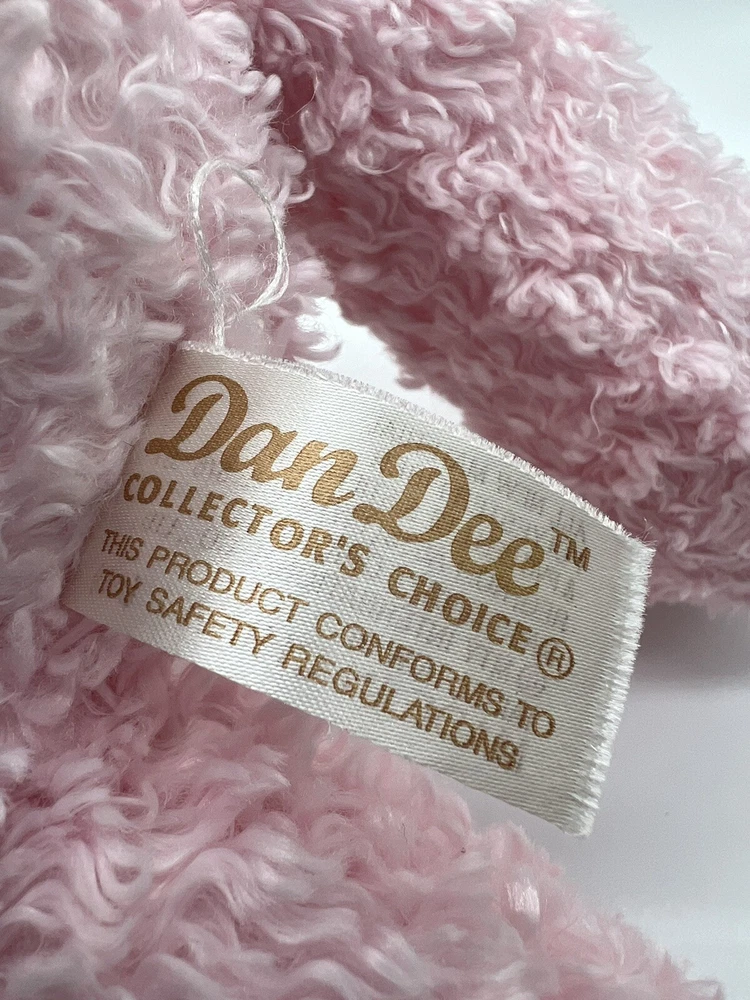 Dan Dee™
COLLECTOR'S CHOICE®
THIS PRODUCT CONFORMS TO
TOY SAFETY REGULATIONS